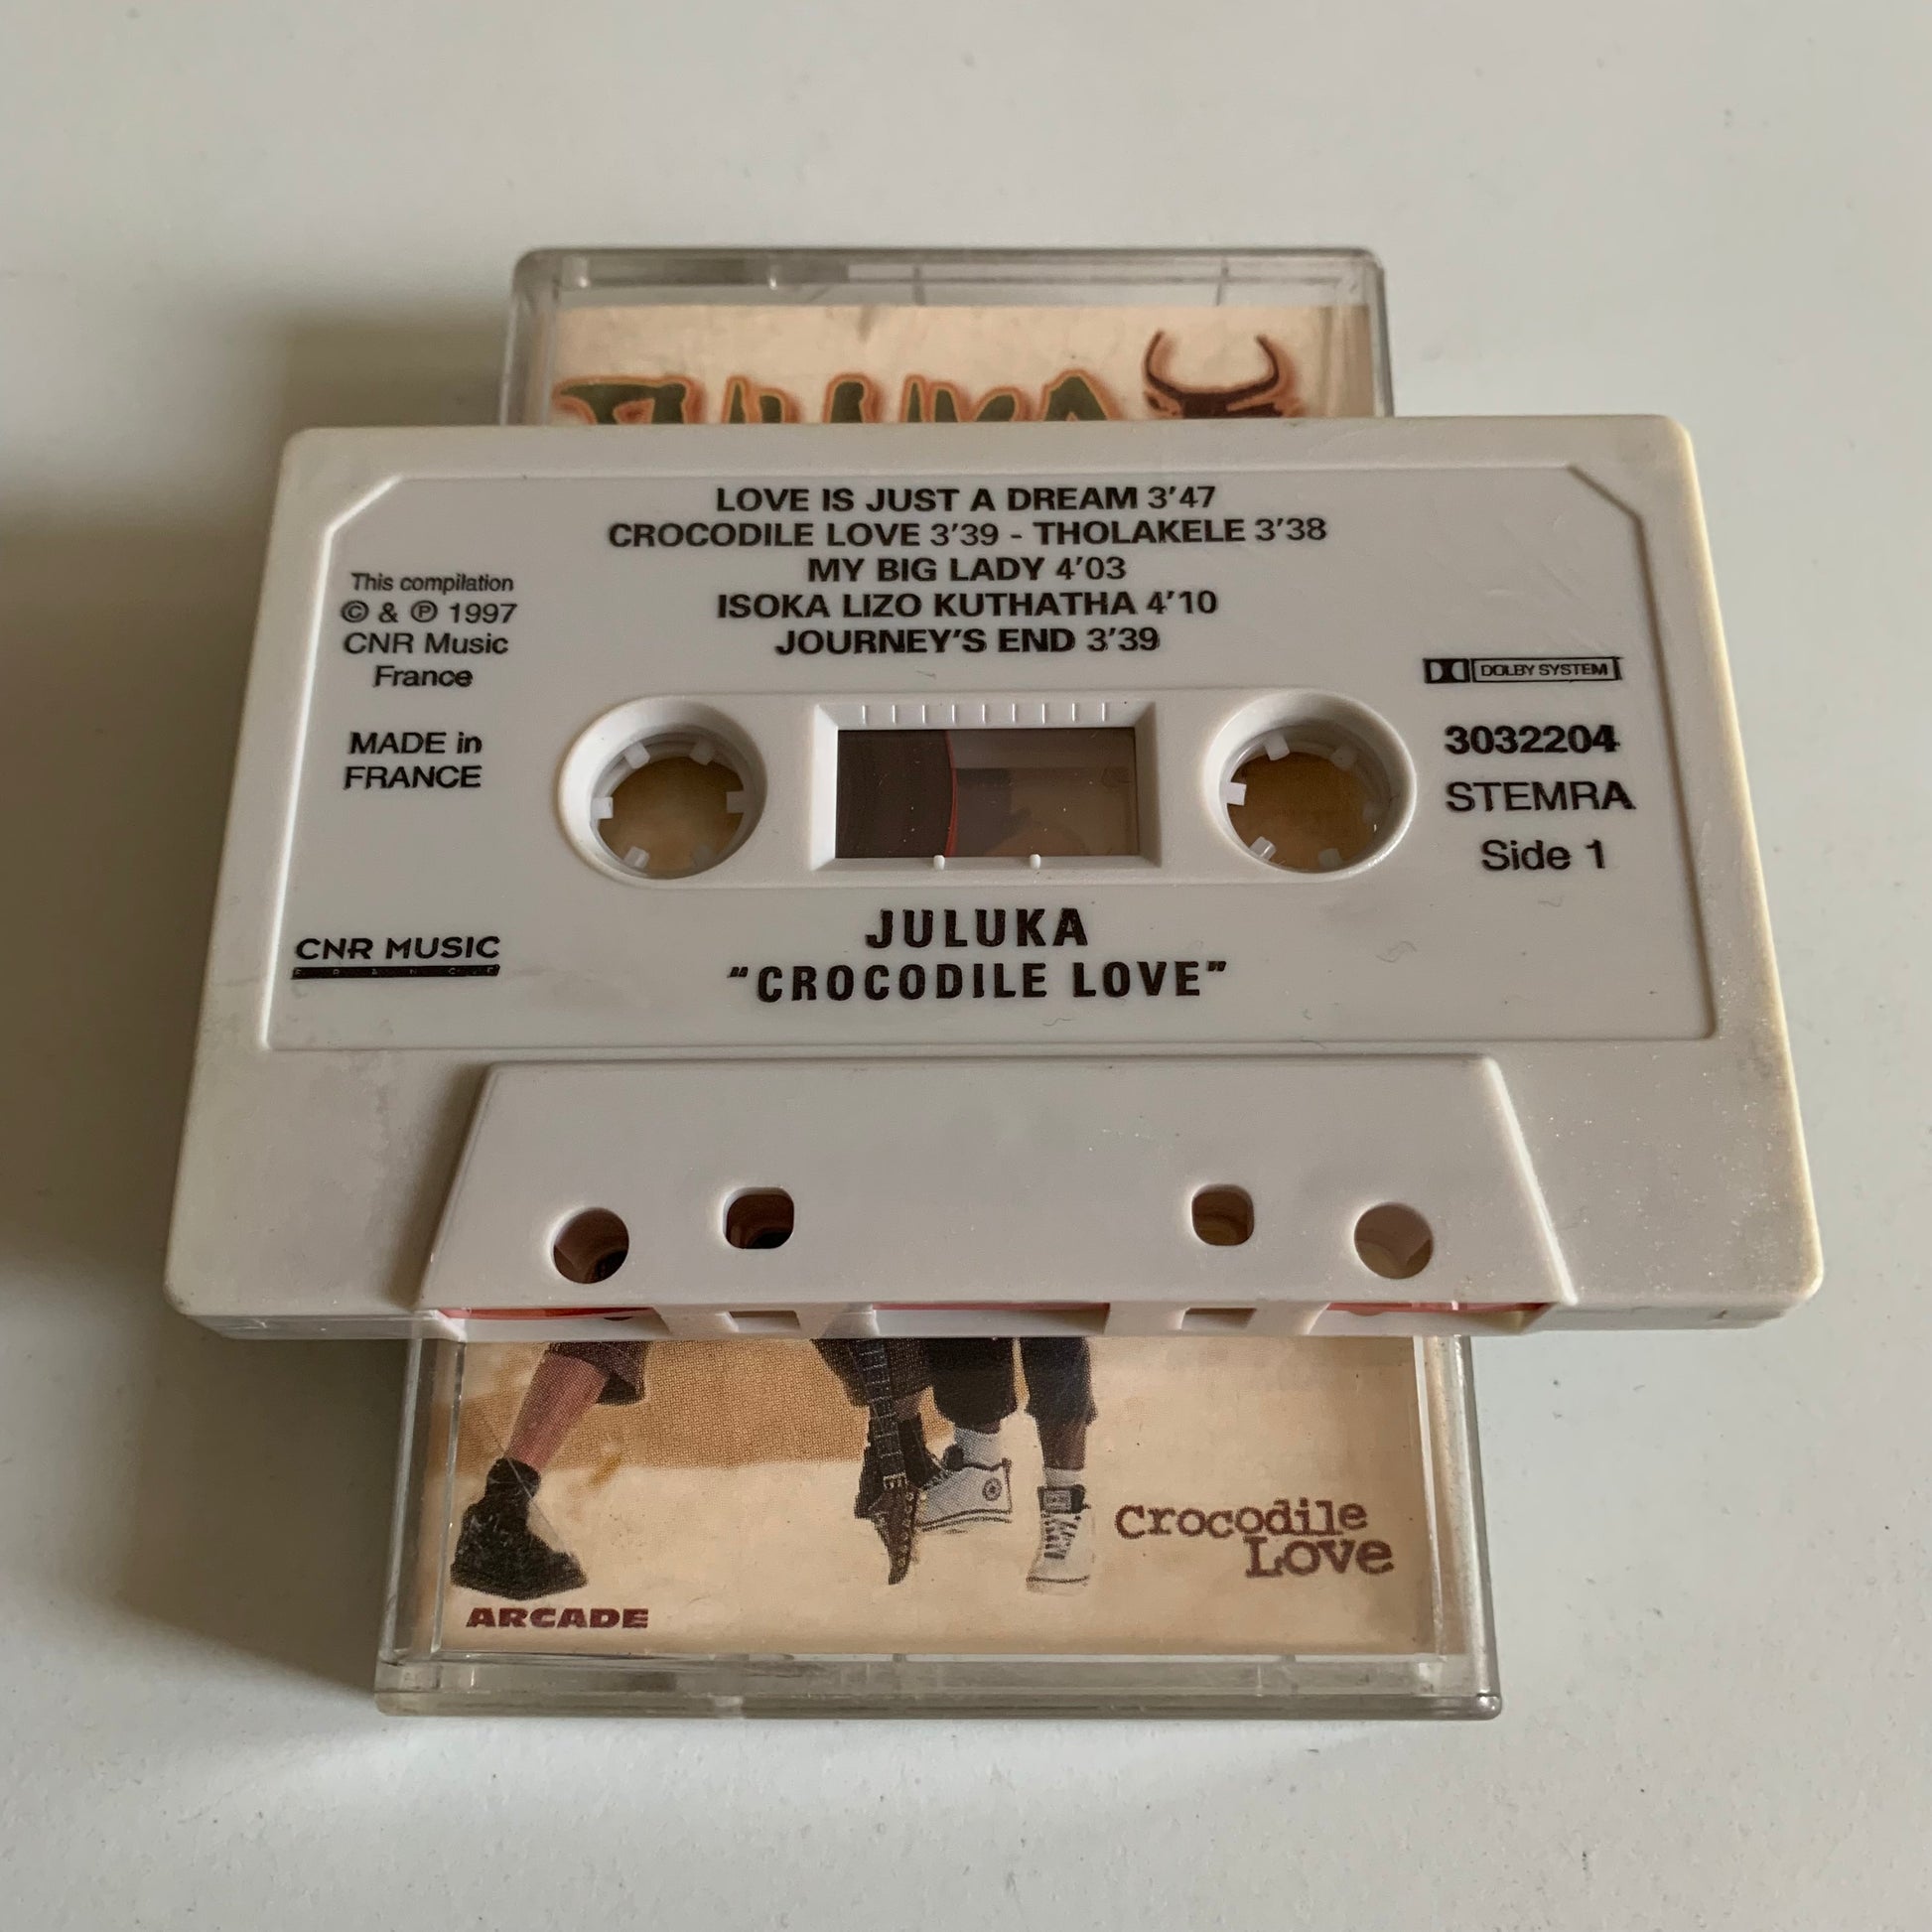 JULUKA
LOVE IS JUST A DREAM 3'47
CROCODILE LOVE 3'39 - THOLAKELE 3'38
MY BIG LADY 4'03
ISOKA LIZO KUTHATHA 4'10
JOURNEY'S END 3'39
This compilation
© & ℗ 1997
CNR Music
France
MADE in
FRANCE
CNR MUSIC
FRANCE
DOLBY SYSTEM
3032204
STEMRA
Side 1
JULUKA
"CROCODILE LOVE"
Crocodile
Love
ARCADE